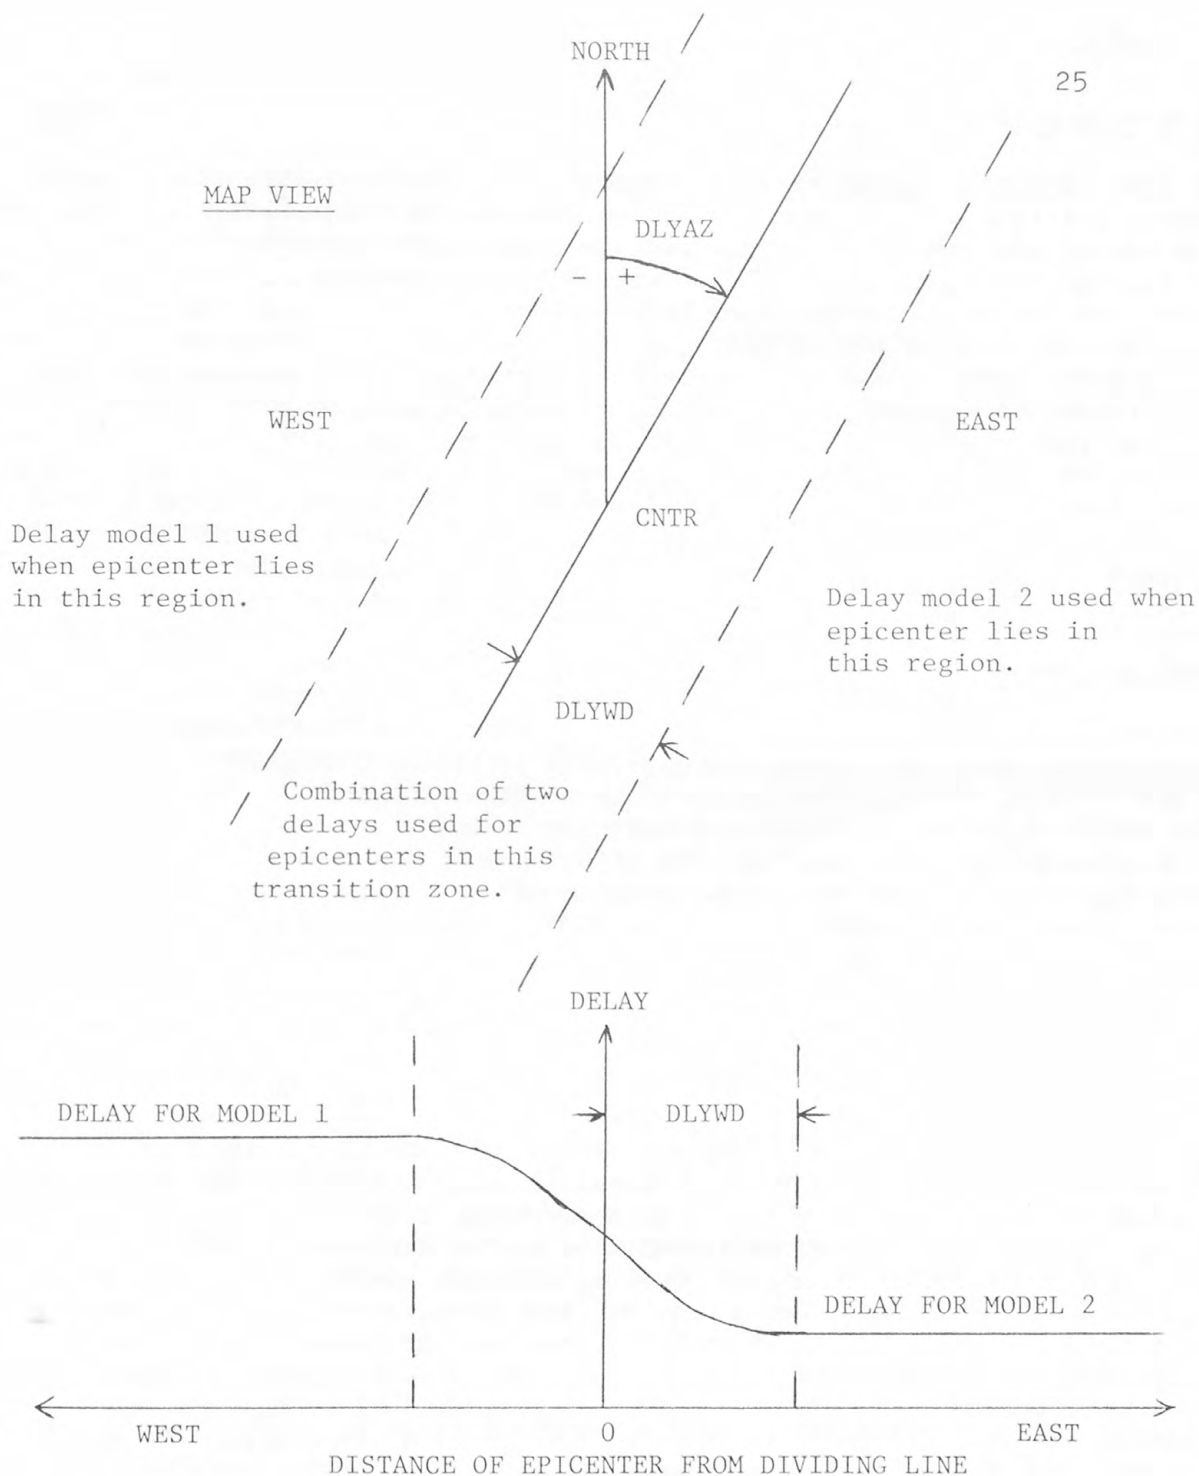 NORTH
25
MAP VIEW
DLYAZ
- +
WEST
EAST
CNTR
Delay model 1 used
when epicenter lies
in this region.
Delay model 2 used when
epicenter lies in
this region.
DLYWD
Combination of two
delays used for
epicenters in this
transition zone.
DELAY
DELAY FOR MODEL 1
DLYWD
DELAY FOR MODEL 2
WEST
0
EAST
DISTANCE OF EPICENTER FROM DIVIDING LINE